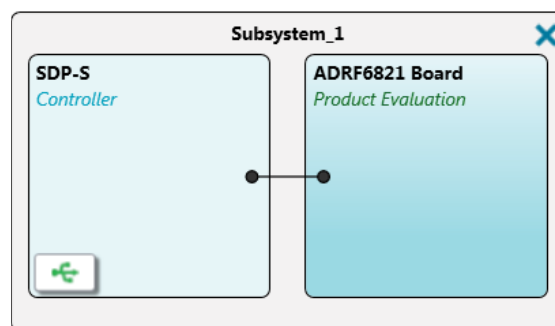 Subsystem_1
SDP-S
Controller
ADRF6821 Board
Product Evaluation